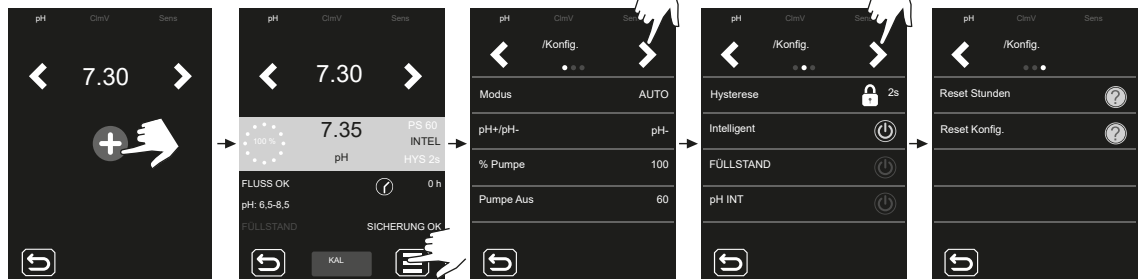 pH ClmV Sens
7.30
pH ClmV Sens
7.30
100 %
7.35
pH
PS 60
INTEL
HYS 2s
FLUSS OK 0 h
pH: 6,5-8,5
FÜLLSTAND SICHERUNG OK
KAL
pH ClmV Sens
/Konfig.
Modus AUTO
pH+/pH- pH-
% Pumpe 100
Pumpe Aus 60
pH ClmV Sens
/Konfig.
Hysterese 2s
Intelligent
FÜLLSTAND
pH INT
pH ClmV Sens
/Konfig.
Reset Stunden ?
Reset Konfig. ?